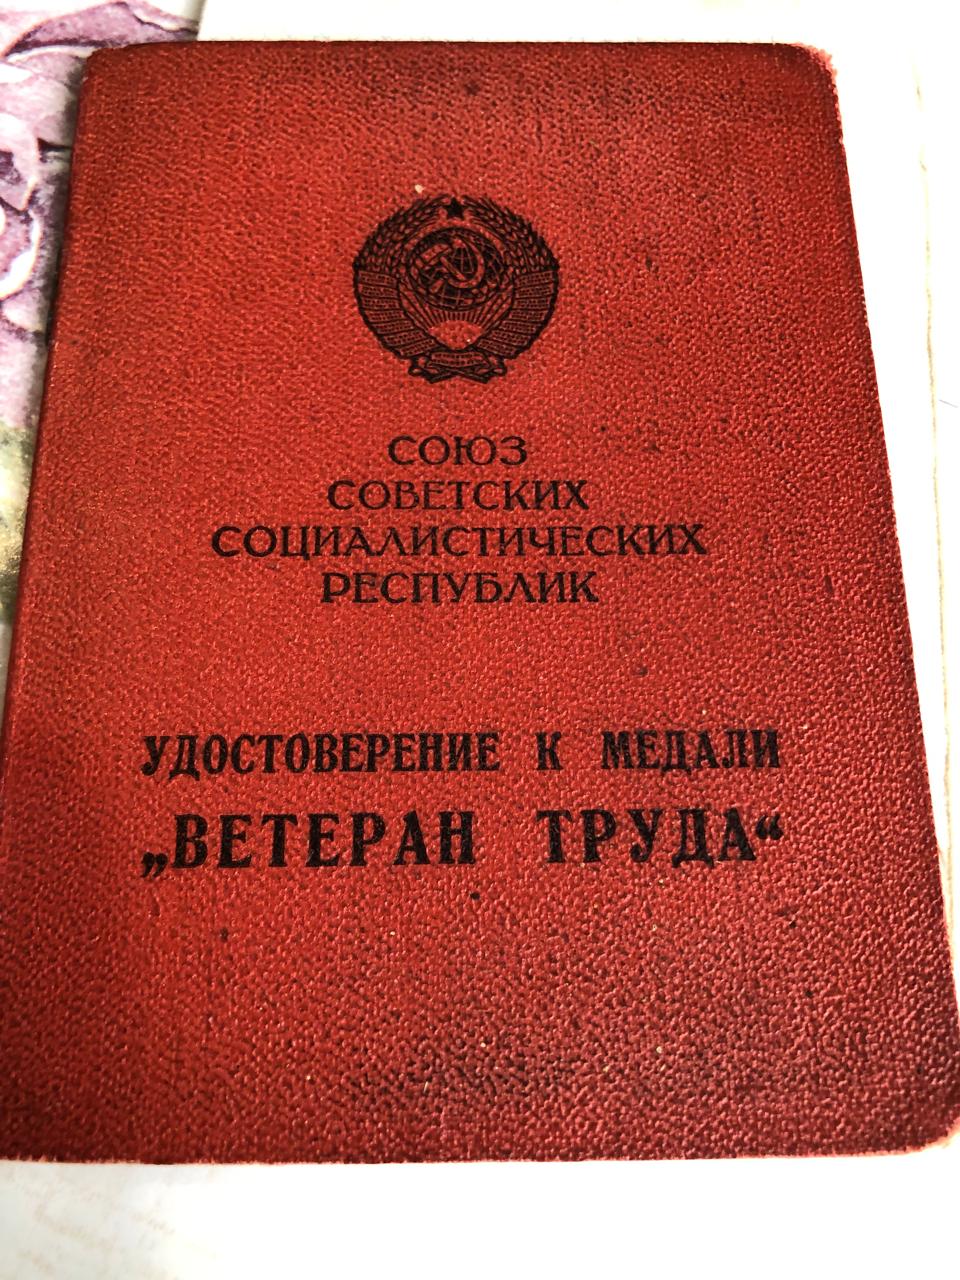 СОЮЗ
СОВЕТСКИХ
СОЦИАЛИСТИЧЕСКИХ
РЕСПУБЛИК
УДОСТОВЕРЕНИЕ К МЕДАЛИ
„ВЕТЕРАН ТРУДА“